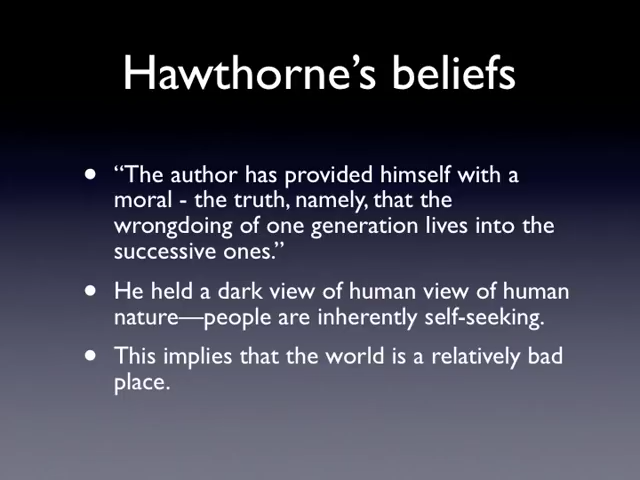 Hawthorne’s beliefs
• “The author has provided himself with a
moral - the truth, namely, that the
wrongdoing of one generation lives into the
successive ones.”
• He held a dark view of human view of human
nature—people are inherently self-seeking.
• This implies that the world is a relatively bad
place.